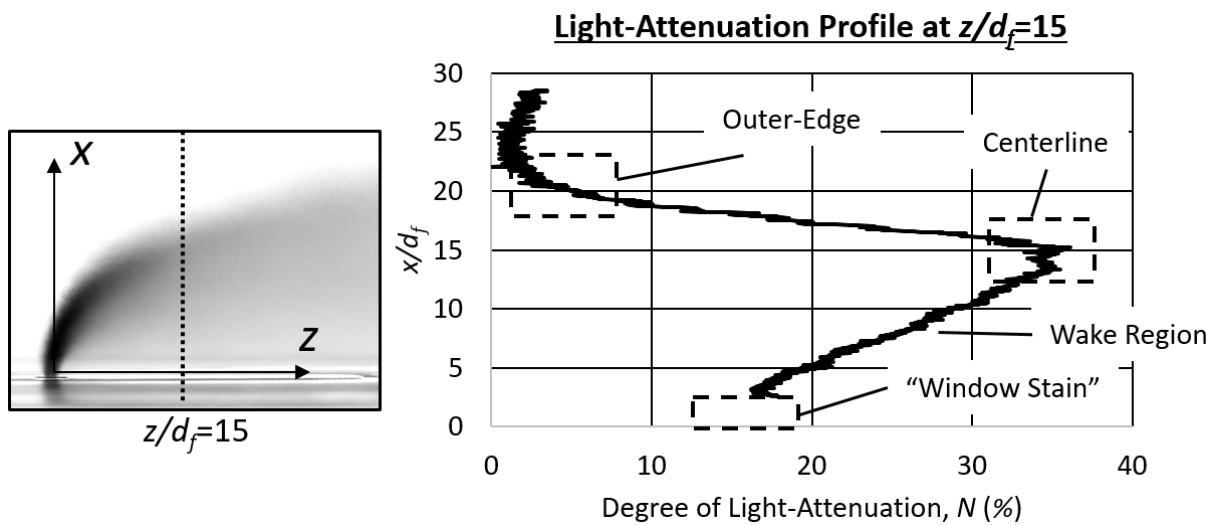 Light-Attenuation Profile at z/d_f=15
x
z
z/d_f=15
x/d_f
30
25
20
15
10
5
0
Outer-Edge
Centerline
Wake Region
“Window Stain”
0 10 20 30 40
Degree of Light-Attenuation, N (%)